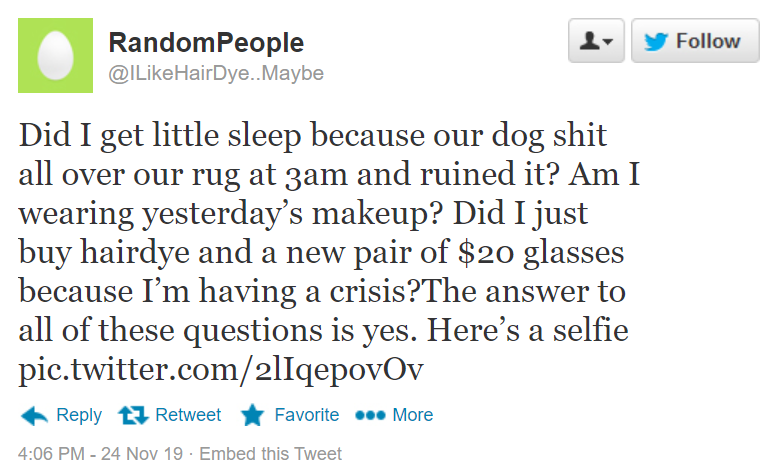 RandomPeople
@ILikeHairDye..Maybe
Follow
Did I get little sleep because our dog shit
all over our rug at 3am and ruined it? Am I
wearing yesterday’s makeup? Did I just
buy hairdye and a new pair of $20 glasses
because I’m having a crisis?The answer to
all of these questions is yes. Here’s a selfie
pic.twitter.com/2lIqepovOv
Reply Retweet Favorite More
4:06 PM - 24 Nov 19 · Embed this Tweet